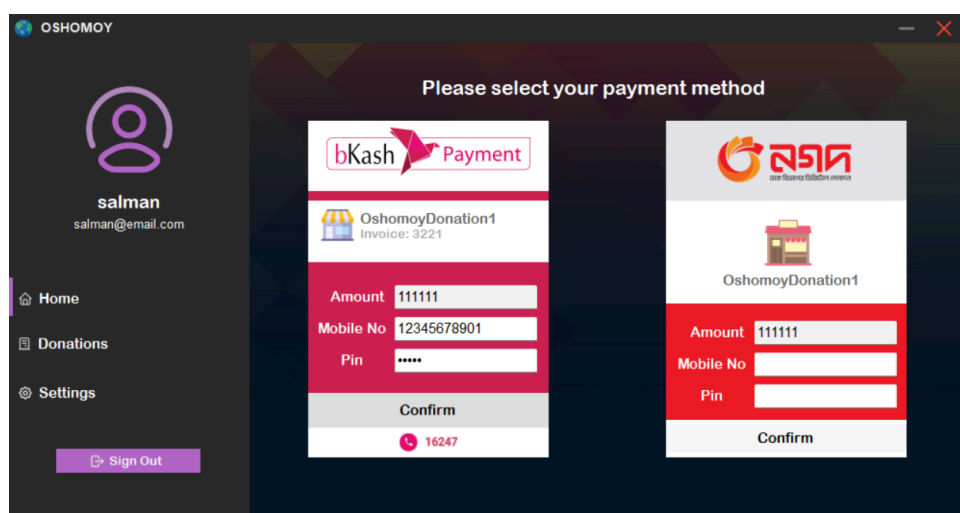 OSHOMOY
salman
salman@email.com
Home
Donations
Settings
Sign Out
Please select your payment method
bKash Payment
OshomoyDonation1
Invoice: 3221
Amount 111111
Mobile No 12345678901
Pin •••••
Confirm
16247
নগদ
ডাক বিভাগের ডিজিটাল লেনদেন
OshomoyDonation1
Amount 111111
Mobile No
Pin
Confirm